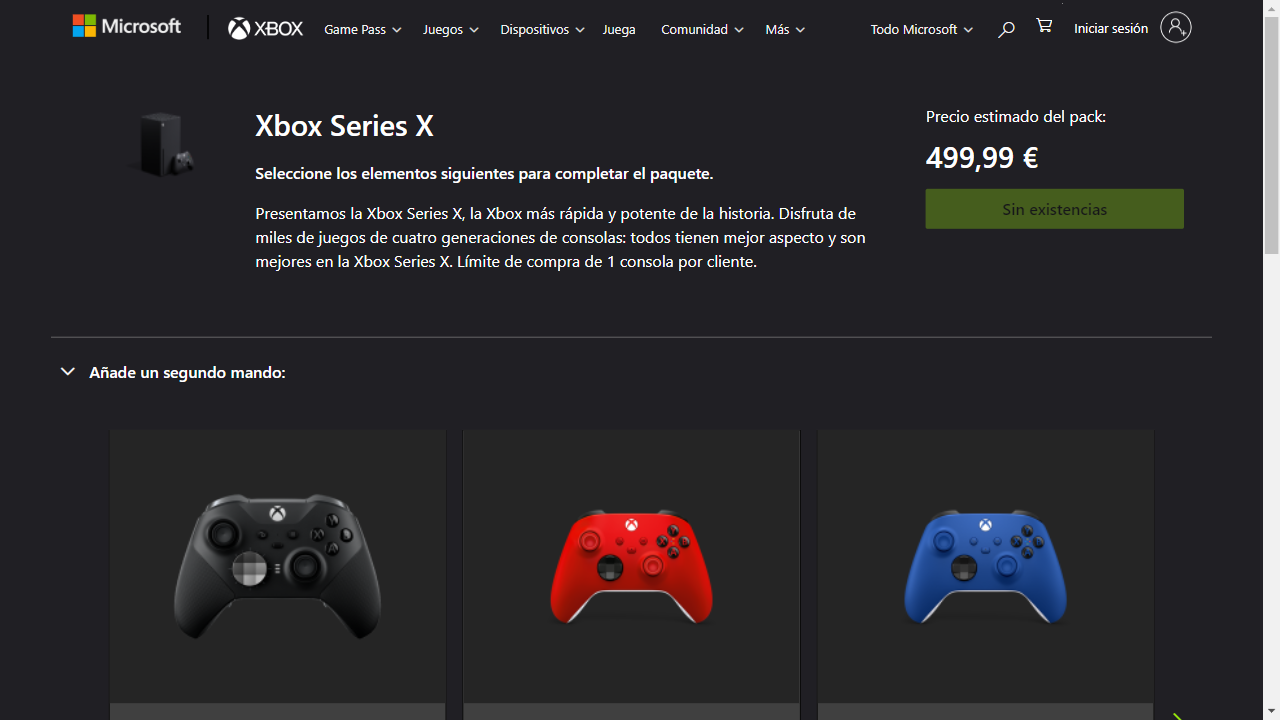 Microsoft XBOX Game Pass Juegos Dispositivos Juega Comunidad Más Todo Microsoft Iniciar sesión
Xbox Series X
Seleccione los elementos siguientes para completar el paquete.
Presentamos la Xbox Series X, la Xbox más rápida y potente de la historia. Disfruta de
miles de juegos de cuatro generaciones de consolas: todos tienen mejor aspecto y son
mejores en la Xbox Series X. Límite de compra de 1 consola por cliente.
Precio estimado del pack:
499,99 €
Sin existencias
Añade un segundo mando: